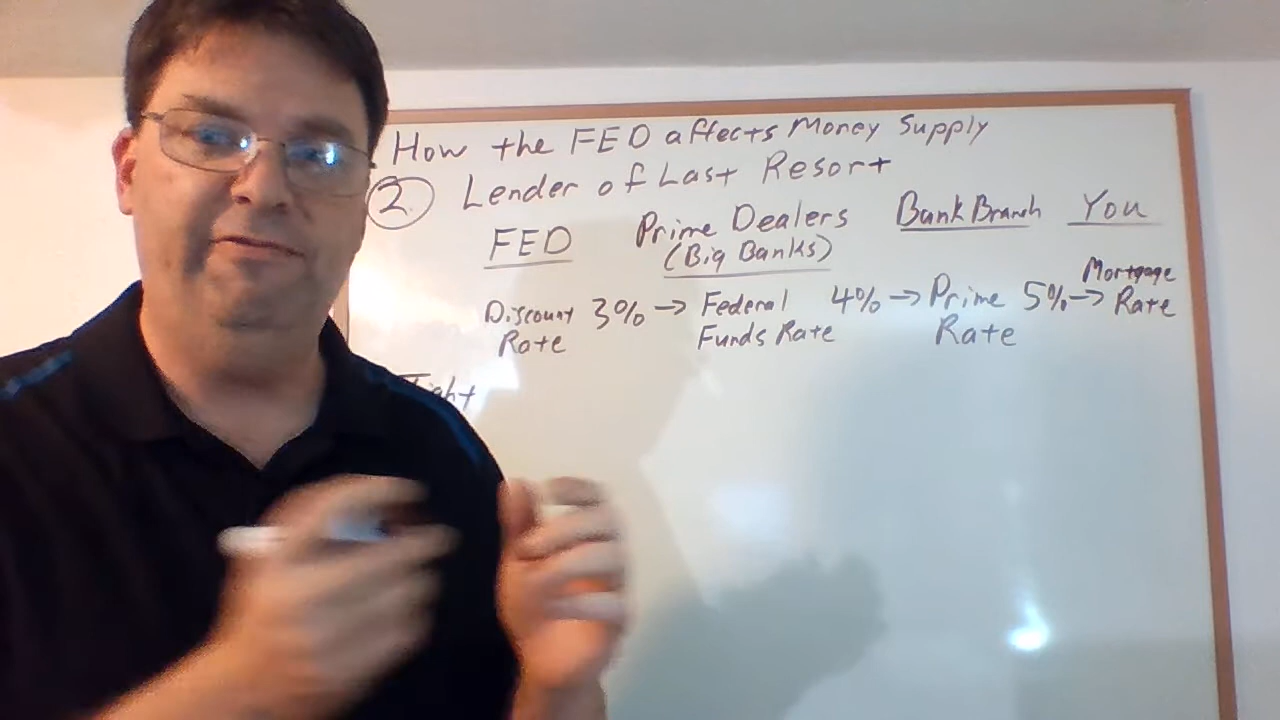 How the FED affects Money Supply
2. Lender of Last Resort
FED Prime Dealers Bank Branch You
(Big Banks)
Discount 3% → Federal 4% → Prime 5% → Mortgage
Rate Funds Rate Rate Rate
Tight